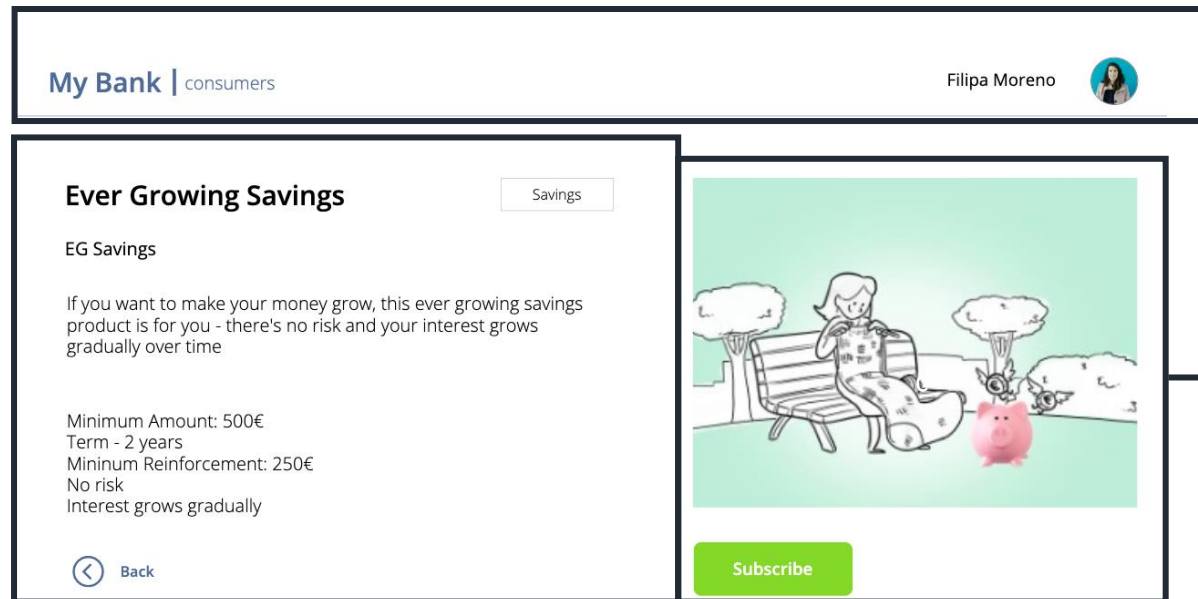 My Bank | consumers
Filipa Moreno
Ever Growing Savings
Savings
EG Savings
If you want to make your money grow, this ever growing savings
product is for you - there's no risk and your interest grows
gradually over time
Minimum Amount: 500€
Term - 2 years
Mininum Reinforcement: 250€
No risk
Interest grows gradually
Back
Subscribe